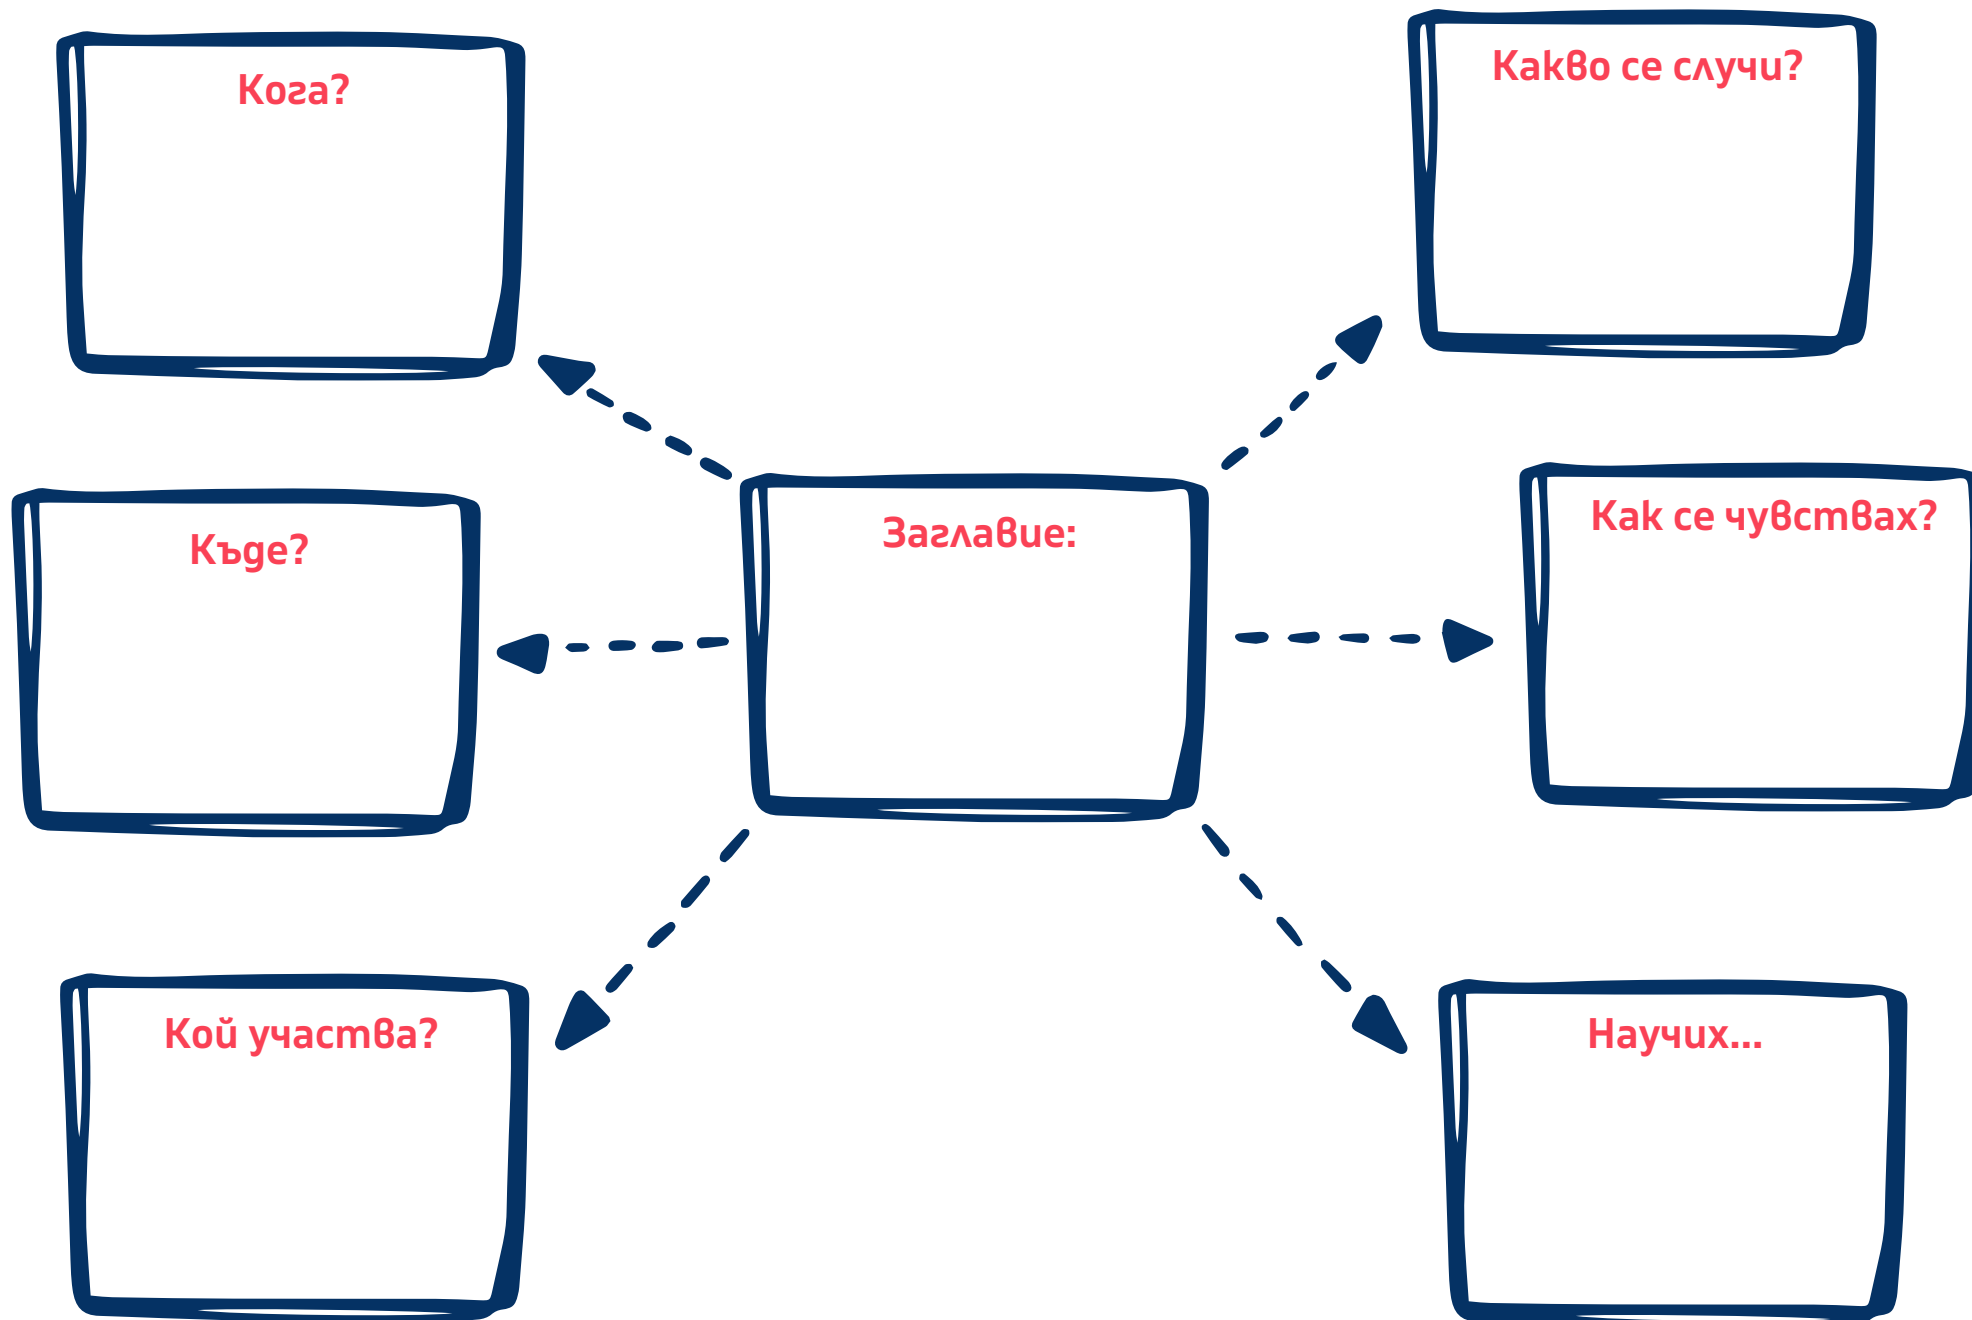 Кога?
Какво се случи?
Къде?
Заглавие:
Как се чувствах?
Кой участва?
Научих...